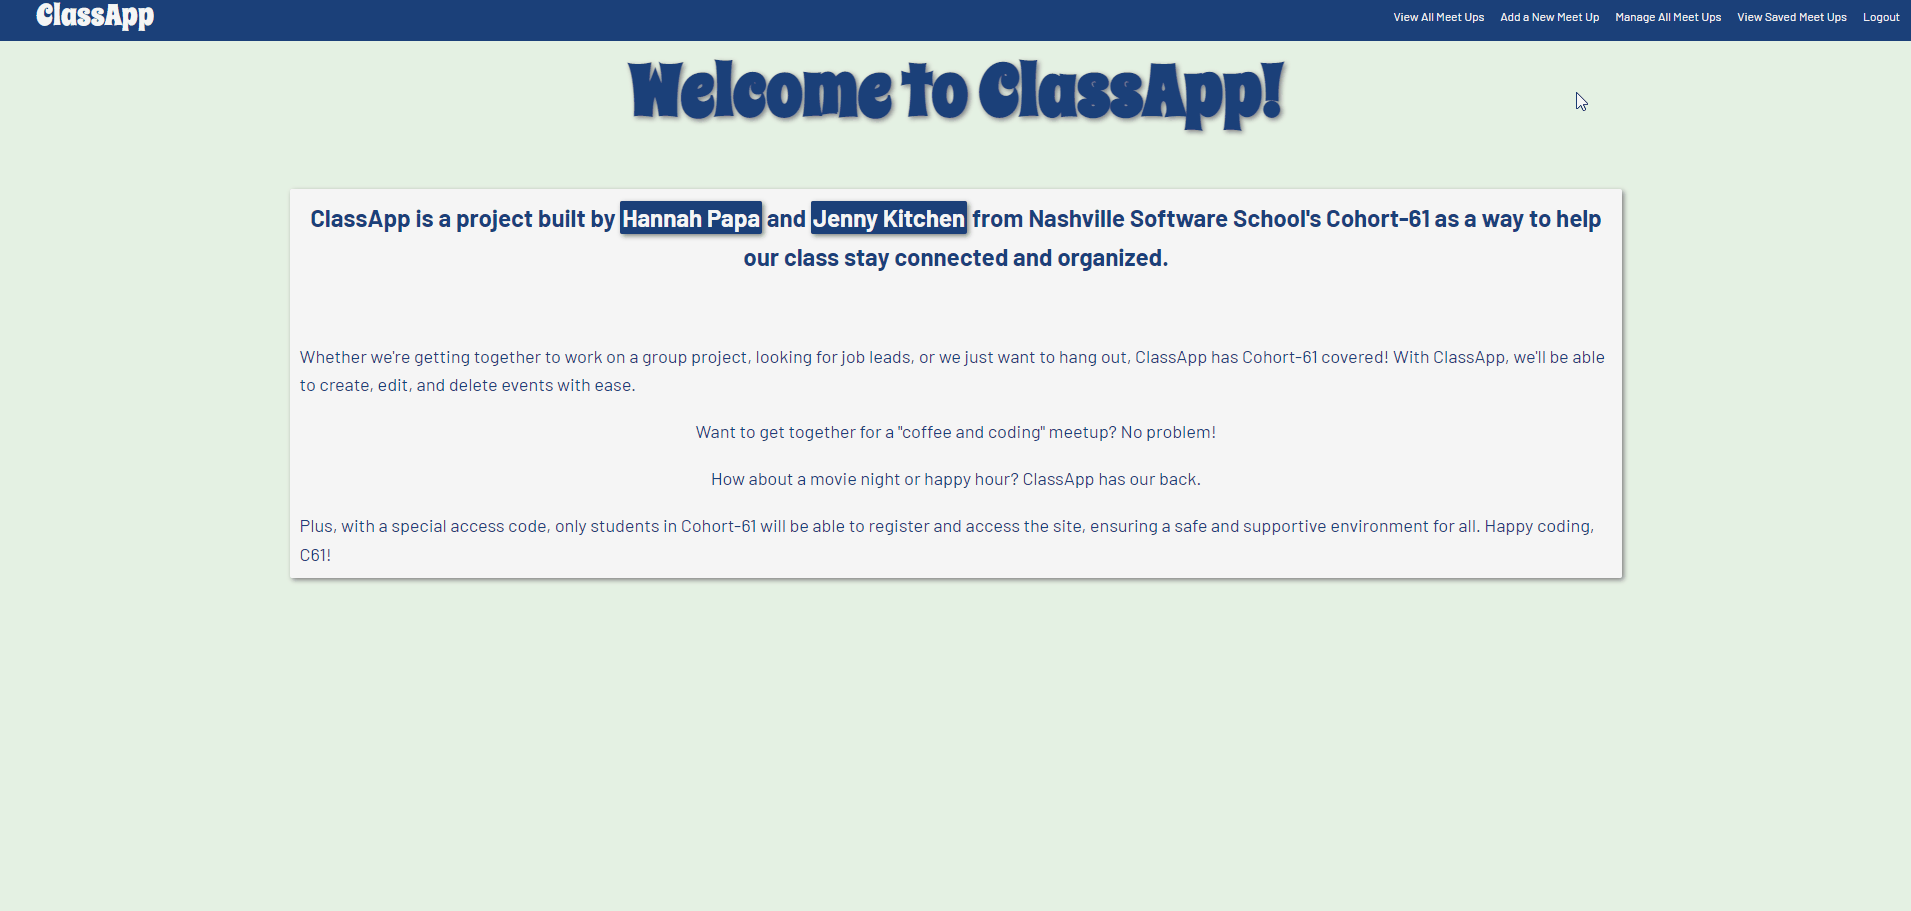 ClassApp
View All Meet Ups Add a New Meet Up Manage All Meet Ups View Saved Meet Ups Logout
Welcome to ClassApp!
ClassApp is a project built by Hannah Papa and Jenny Kitchen from Nashville Software School's Cohort-61 as a way to help
our class stay connected and organized.
Whether we're getting together to work on a group project, looking for job leads, or we just want to hang out, ClassApp has Cohort-61 covered! With ClassApp, we'll be able
to create, edit, and delete events with ease.
Want to get together for a "coffee and coding" meetup? No problem!
How about a movie night or happy hour? ClassApp has our back.
Plus, with a special access code, only students in Cohort-61 will be able to register and access the site, ensuring a safe and supportive environment for all. Happy coding,
C61!